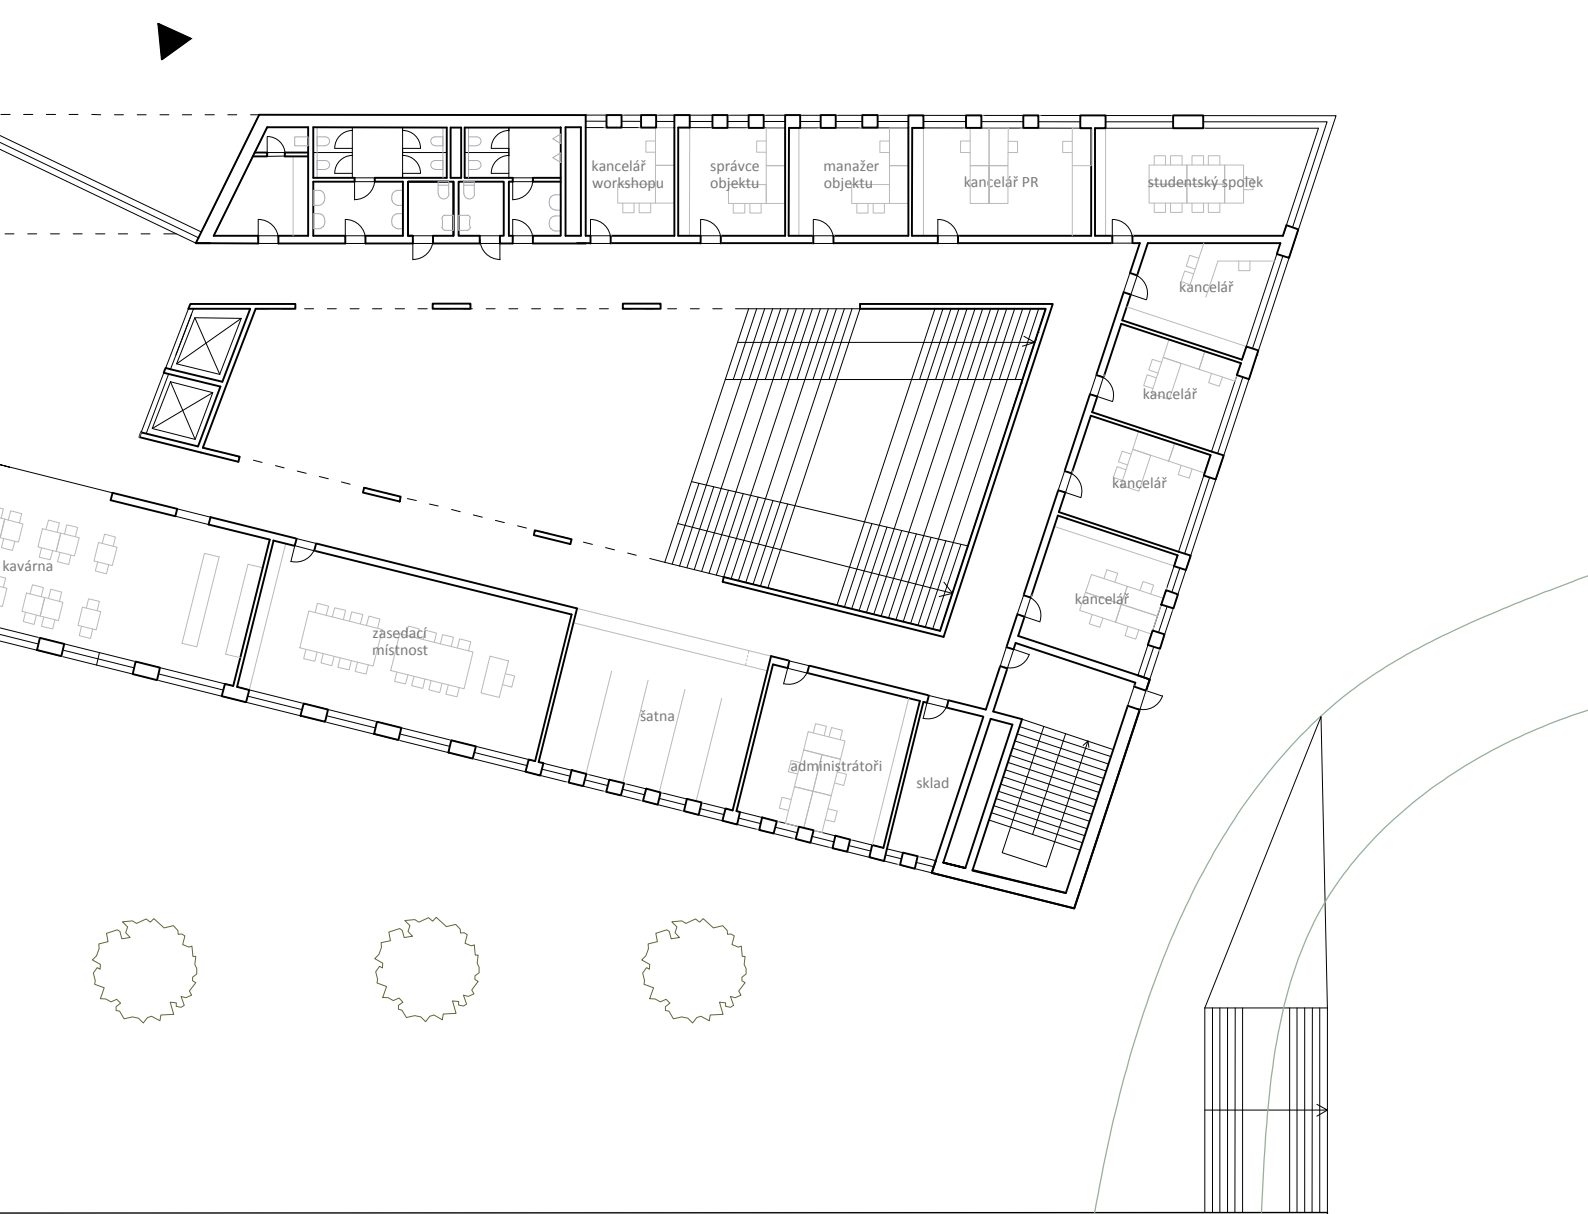 kancelář
workshopu
správce
objektu
manažer
objektu
kancelář PR
studentský spolek
kancelář
kancelář
kancelář
kancelář
kavárna
zasedací
místnost
šatna
administrátoři
sklad